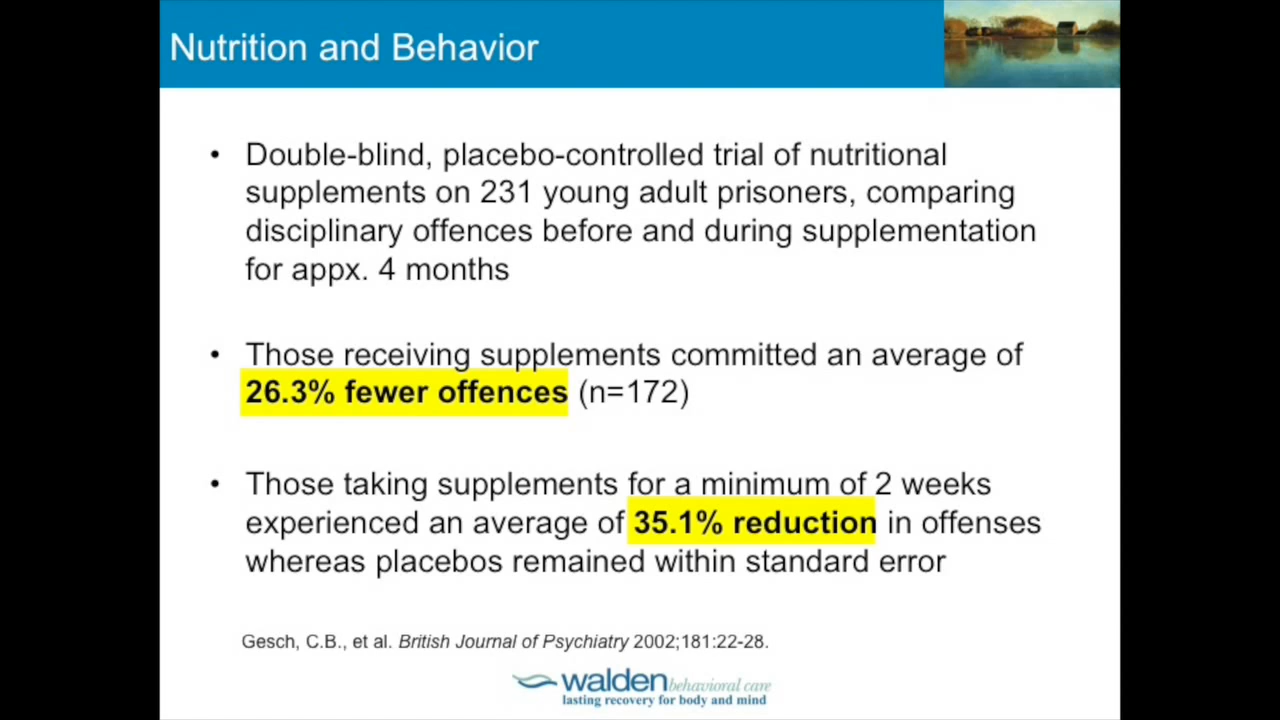 Nutrition and Behavior
• Double-blind, placebo-controlled trial of nutritional
supplements on 231 young adult prisoners, comparing
disciplinary offences before and during supplementation
for appx. 4 months
• Those receiving supplements committed an average of
26.3% fewer offences (n=172)
• Those taking supplements for a minimum of 2 weeks
experienced an average of 35.1% reduction in offenses
whereas placebos remained within standard error
Gesch, C.B., et al. British Journal of Psychiatry 2002;181:22-28.
walden behavioral care
lasting recovery for body and mind